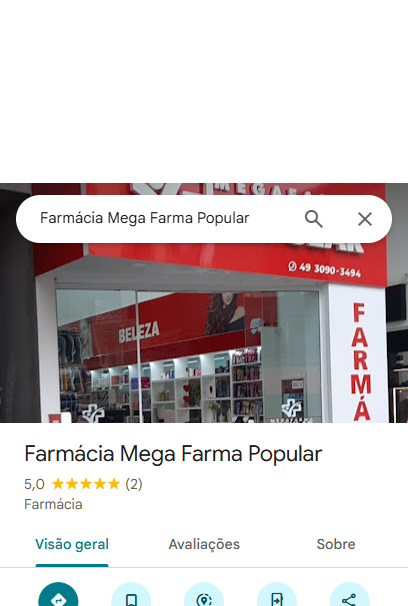 Farmácia Mega Farma Popular
49 3090-3494
BELEZA
FARMÁ
Farmácia Mega Farma Popular
5,0 (2)
Farmácia
Visão geral
Avaliações
Sobre